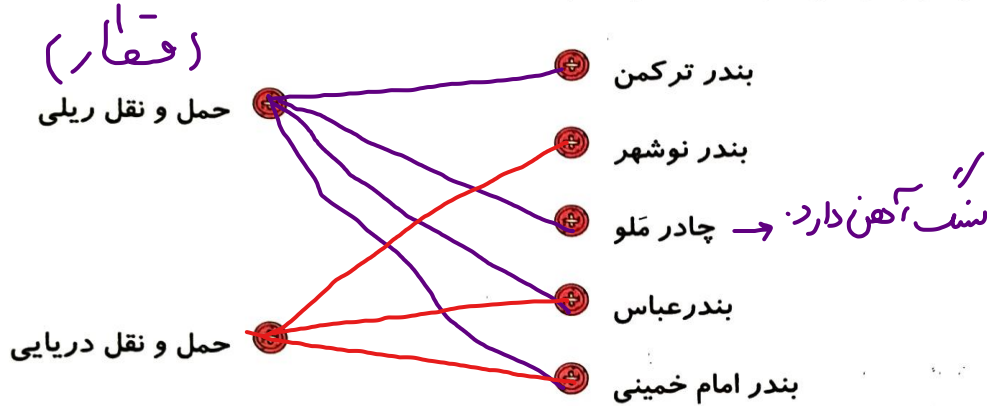 بندر ترکمن
(قطار)
حمل و نقل ریلی
بندر نوشهر
چادر مَلو → سنگ آهن دارد.
بندرعباس
حمل و نقل دریایی
بندر امام خمینی